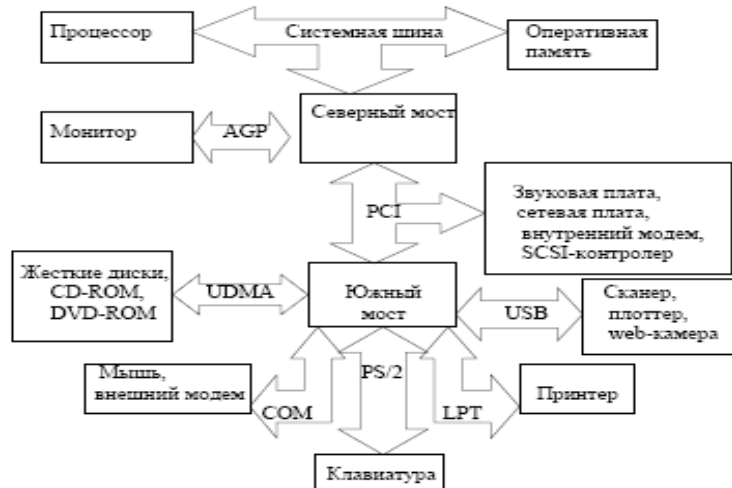 Процессор
Системная шина
Оперативная
память
Монитор
AGP
Северный мост
PCI
Звуковая плата,
сетевая плата,
внутренний модем,
SCSI-контролер
Жесткие диски,
CD-ROM,
DVD-ROM
UDMA
Южный
мост
USB
Сканер,
плоттер,
web-камера
Мышь,
внешний модем
COM
PS/2
LPT
Принтер
Клавиатура